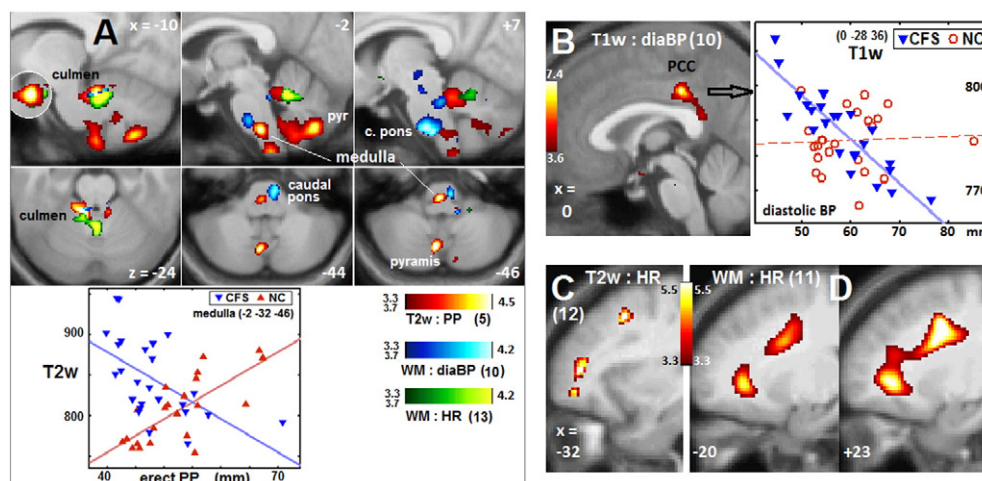 A
x = -10
-2
+7
culmen
pyr
c. pons
medulla
culmen
caudal
pons
pyramis
z = -24
-44
-46
CFS NC
medulla (-2 -32 -46)
900
T2w
800
40 erect PP (mm) 70
3.3
3.7
4.5
T2w : PP (5)
3.3
3.7
4.2
WM : diaBP (10)
3.3
3.7
4.2
WM : HR (13)
B
T1w : diaBP (10)
7.4
3.6
PCC
x =
0
(0 -28 36)
CFS NC
T1w
800
770
diastolic BP
50 60 70 80 mm
C
T2w : HR
(12)
5.5
3.3
5.5
3.3
WM : HR (11)
D
x =
-32
-20
+23